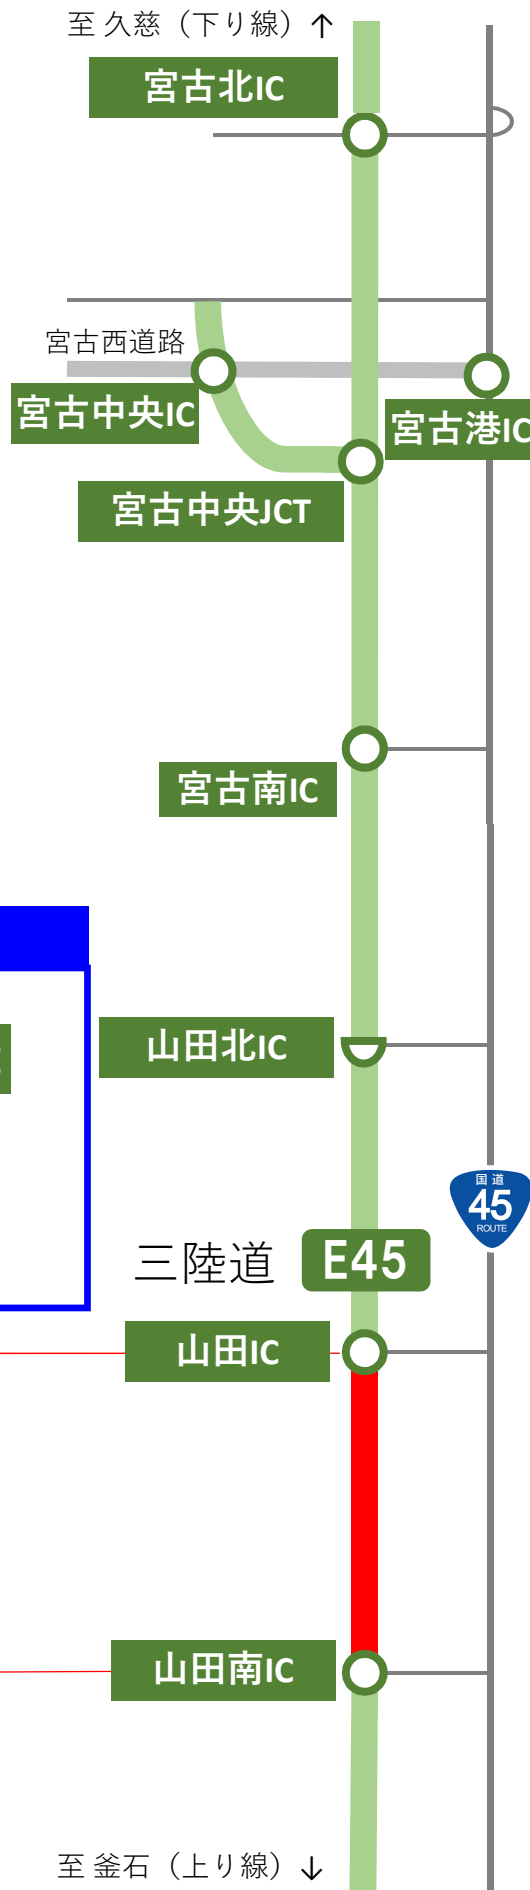 至 久慈（下り線）↑
宮古北IC
宮古西道路
宮古中央IC
宮古港IC
宮古中央JCT
宮古南IC
山田北IC
国道
45
ROUTE
三陸道 E45
山田IC
山田南IC
至 釜石（上り線）↓